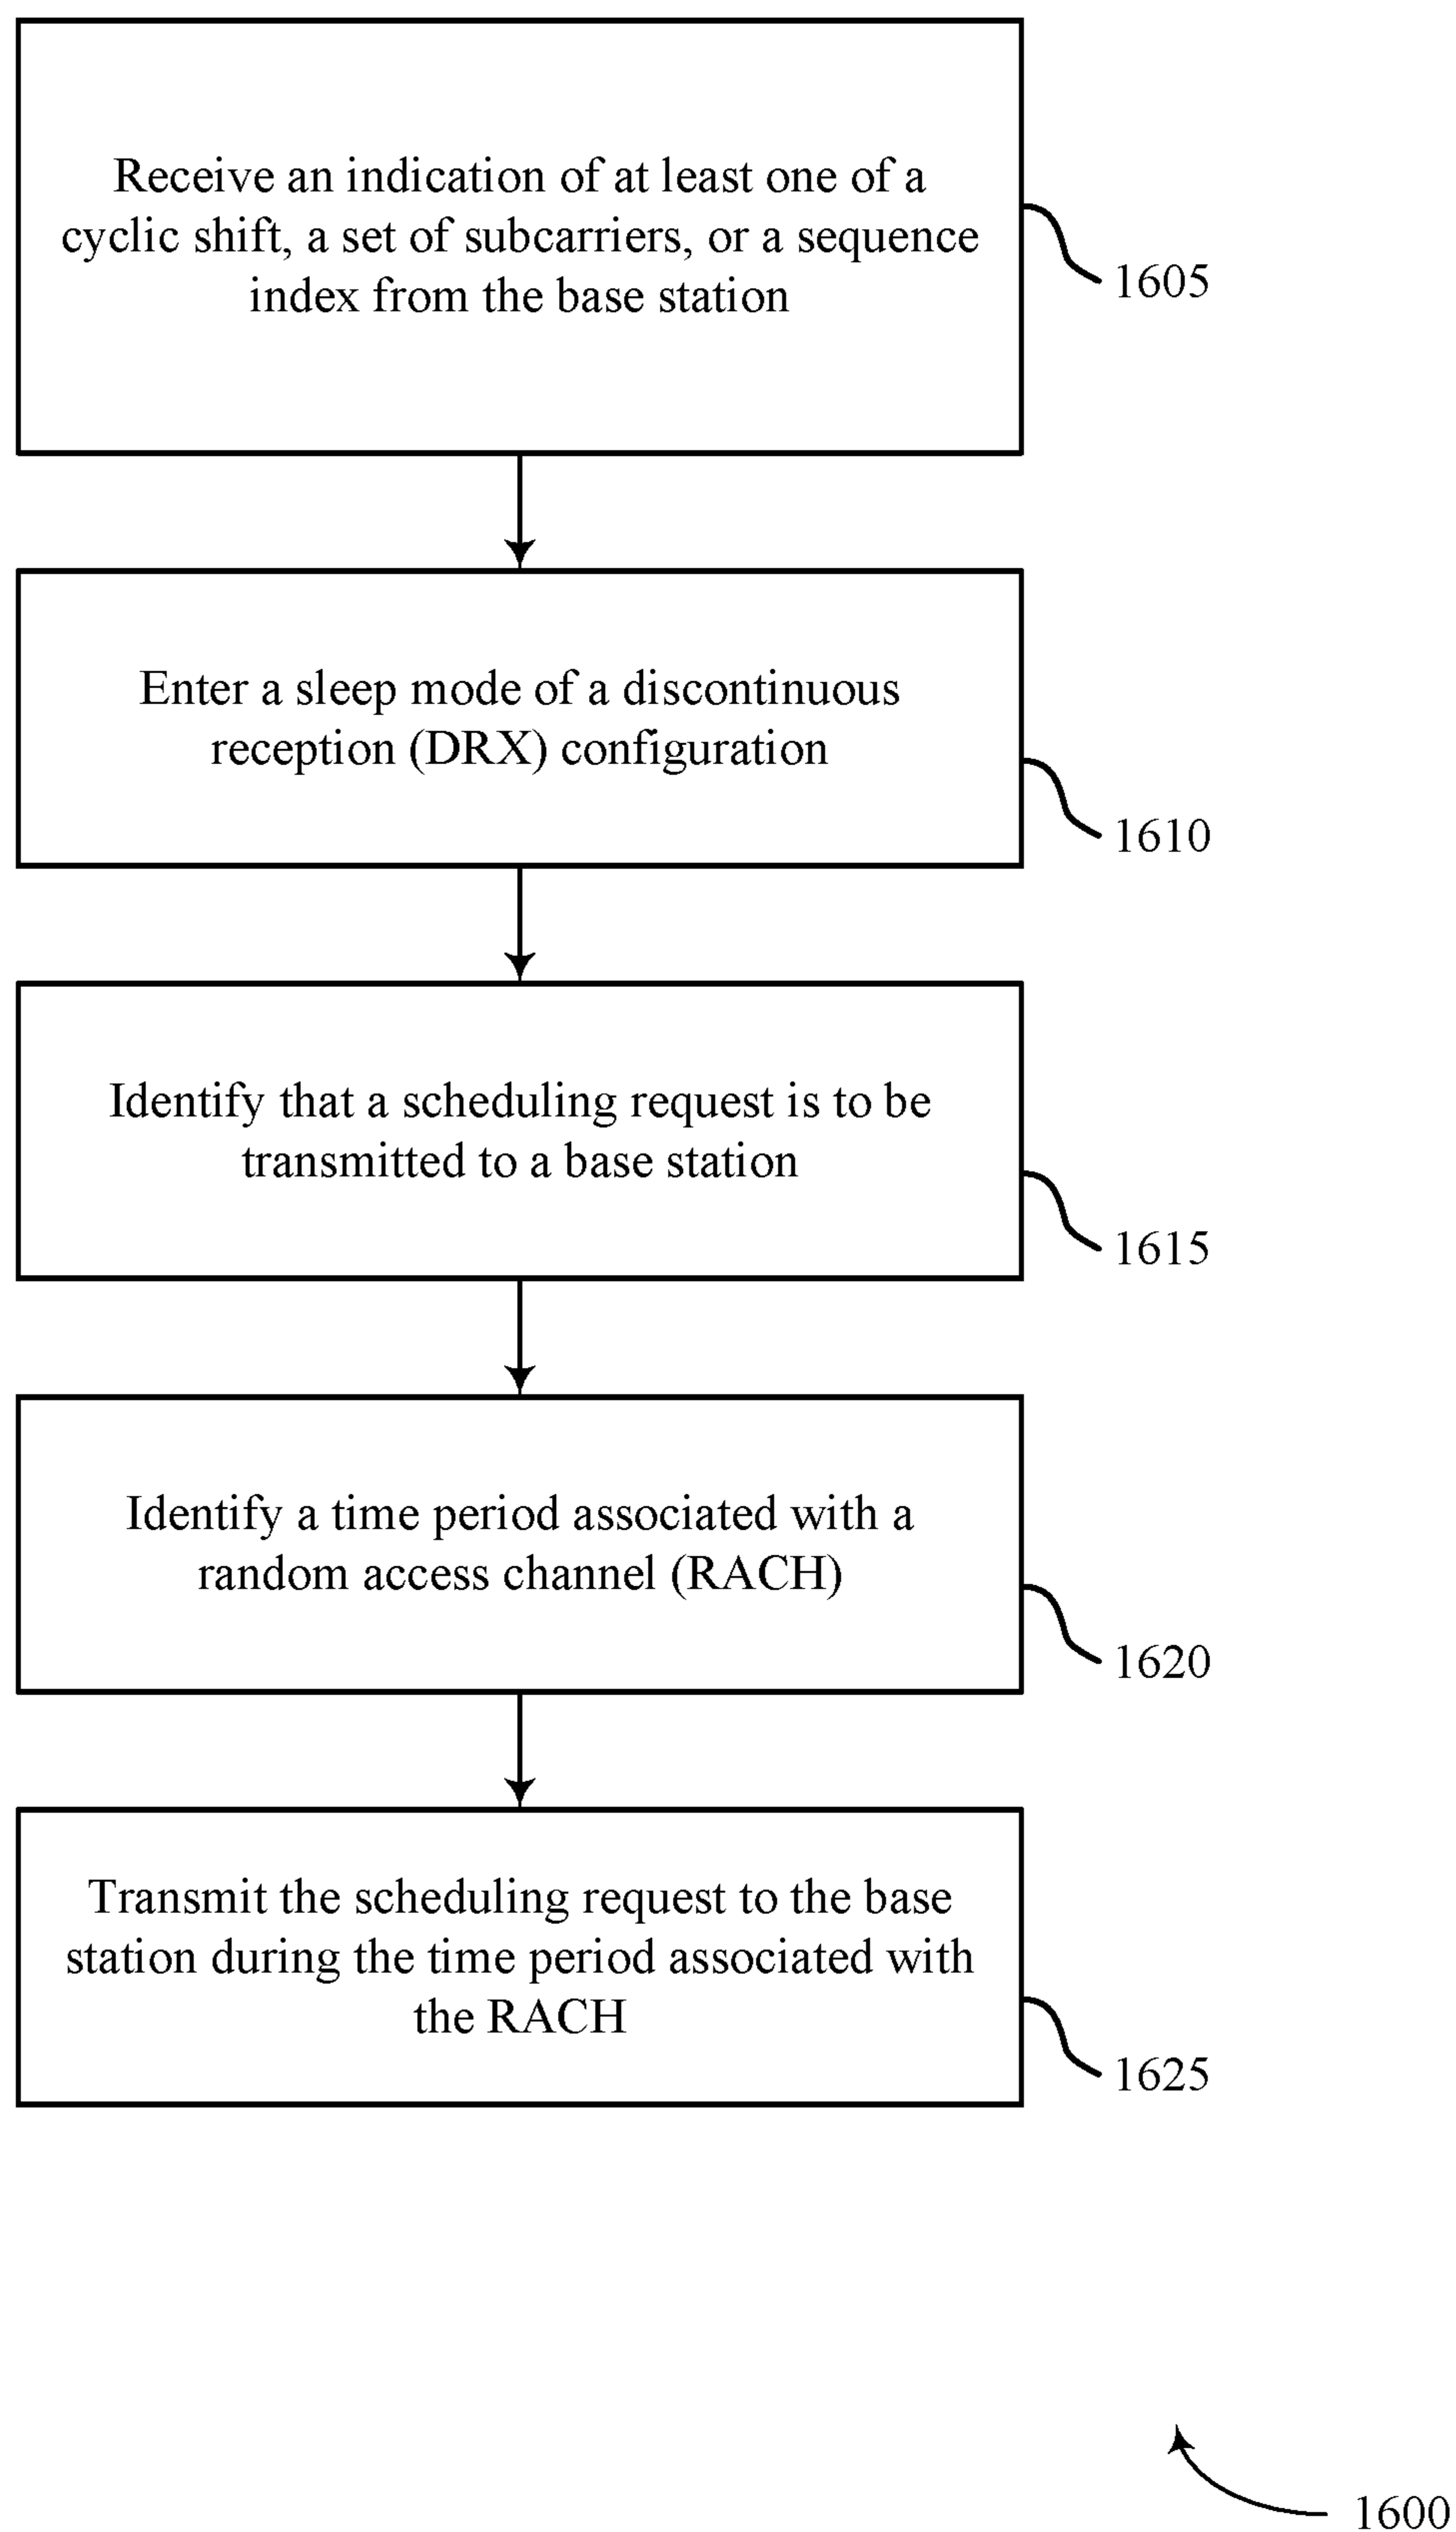 Receive an indication of at least one of a
cyclic shift, a set of subcarriers, or a sequence
index from the base station
1605
Enter a sleep mode of a discontinuous
reception (DRX) configuration
1610
Identify that a scheduling request is to be
transmitted to a base station
1615
Identify a time period associated with a
random access channel (RACH)
1620
Transmit the scheduling request to the base
station during the time period associated with
the RACH
1625
1600